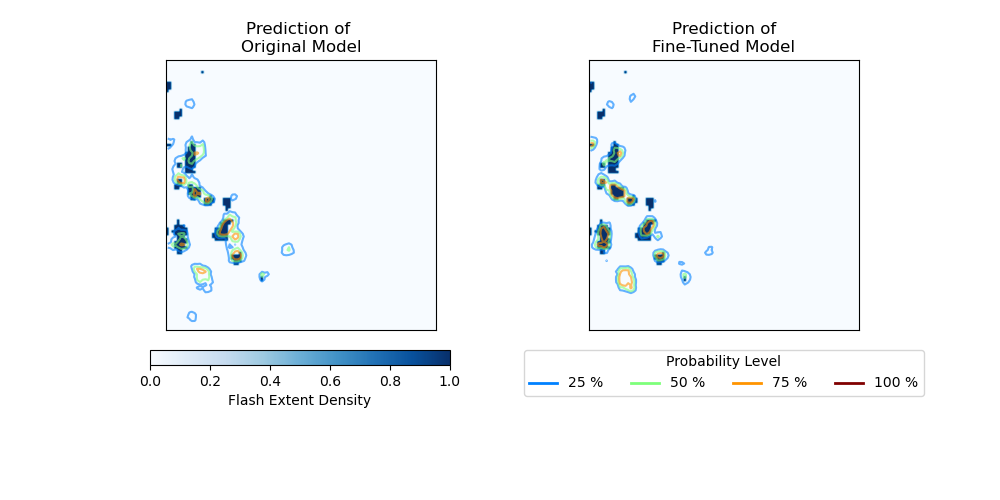 Prediction of
Original Model
Prediction of
Fine-Tuned Model
0.0 0.2 0.4 0.6 0.8 1.0
Flash Extent Density
Probability Level
25 % 50 % 75 % 100 %